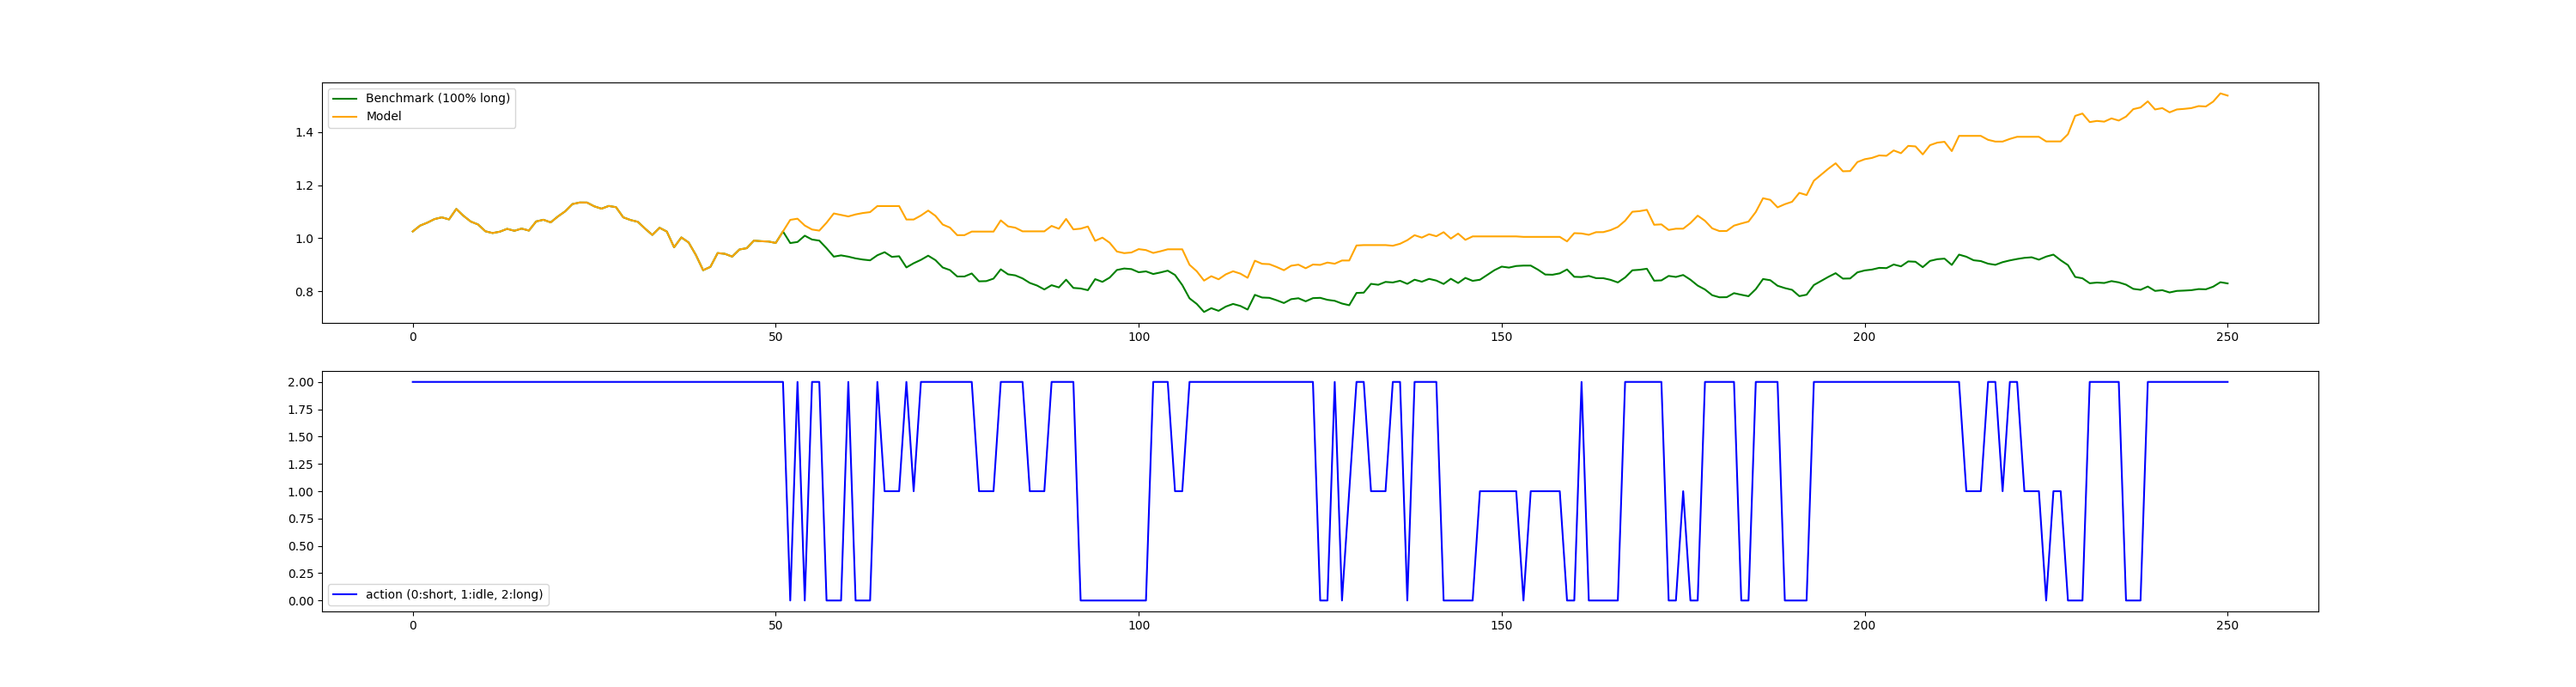 Benchmark (100% long)
Model
1.4
1.2
1.0
0.8
0 50 100 150 200 250
2.00
1.75
1.50
1.25
1.00
0.75
0.50
0.25
0.00
action (0:short, 1:idle, 2:long)
0 50 100 150 200 250